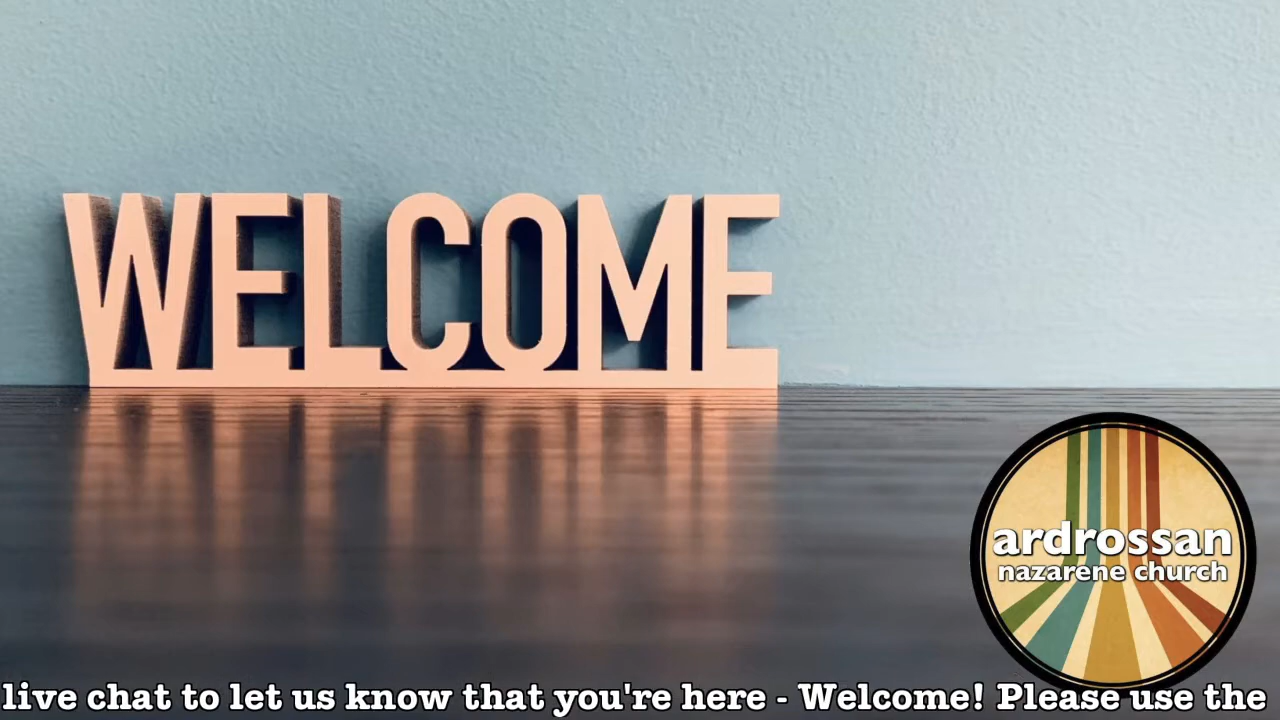 WELCOME
ardrossan
nazarene church
live chat to let us know that you're here - Welcome! Please use the